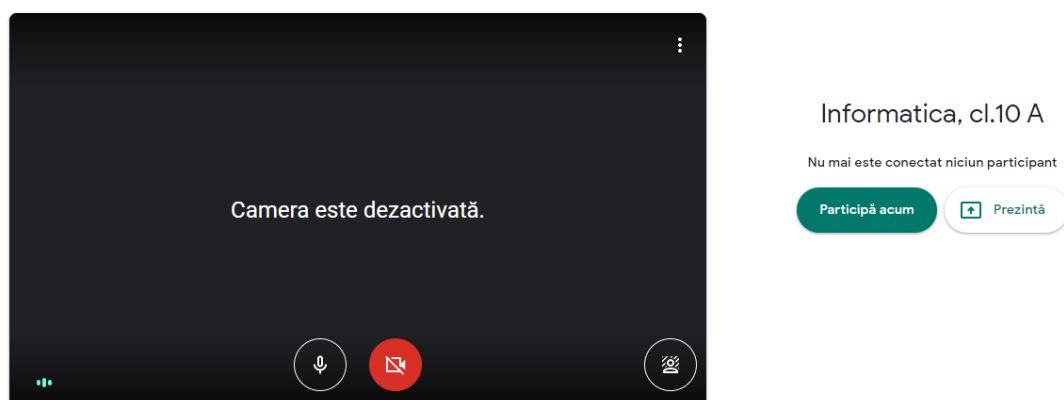 Camera este dezactivată.
Informatica, cl.10 A
Nu mai este conectat niciun participant
Participă acum
Prezintă